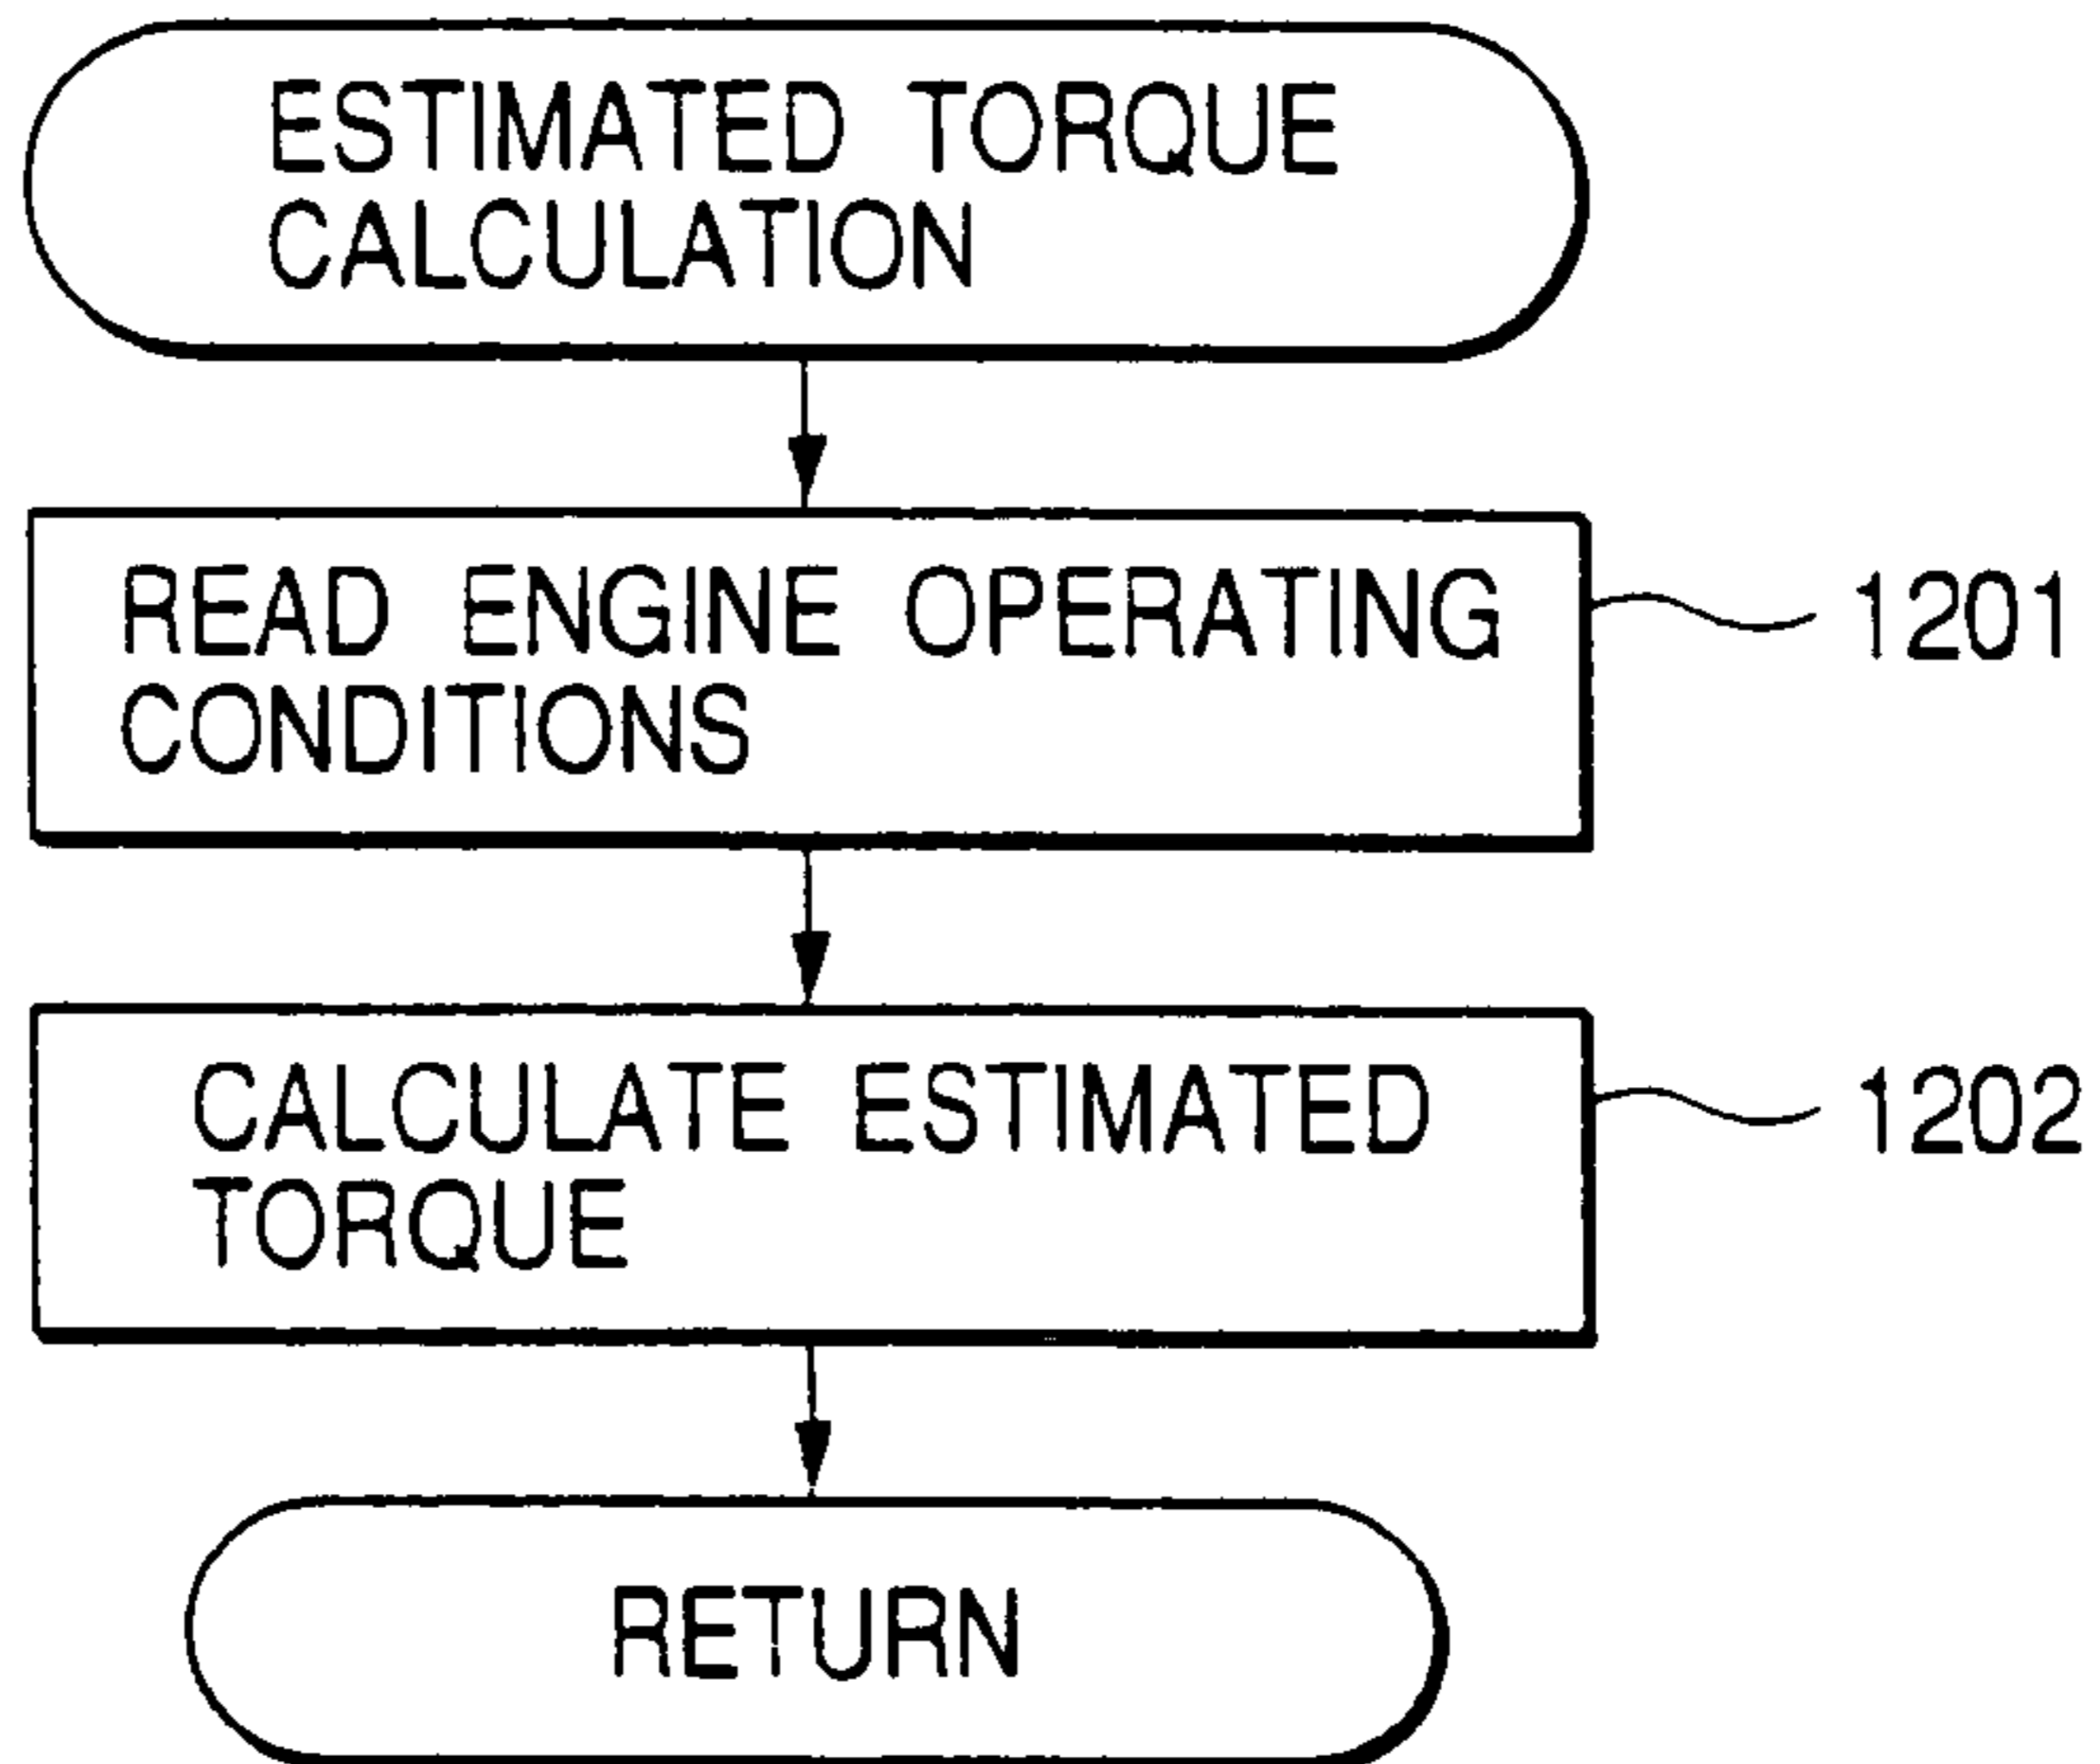 ESTIMATED TORQUE
CALCULATION
READ ENGINE OPERATING
CONDITIONS
1201
CALCULATE ESTIMATED
TORQUE
1202
RETURN